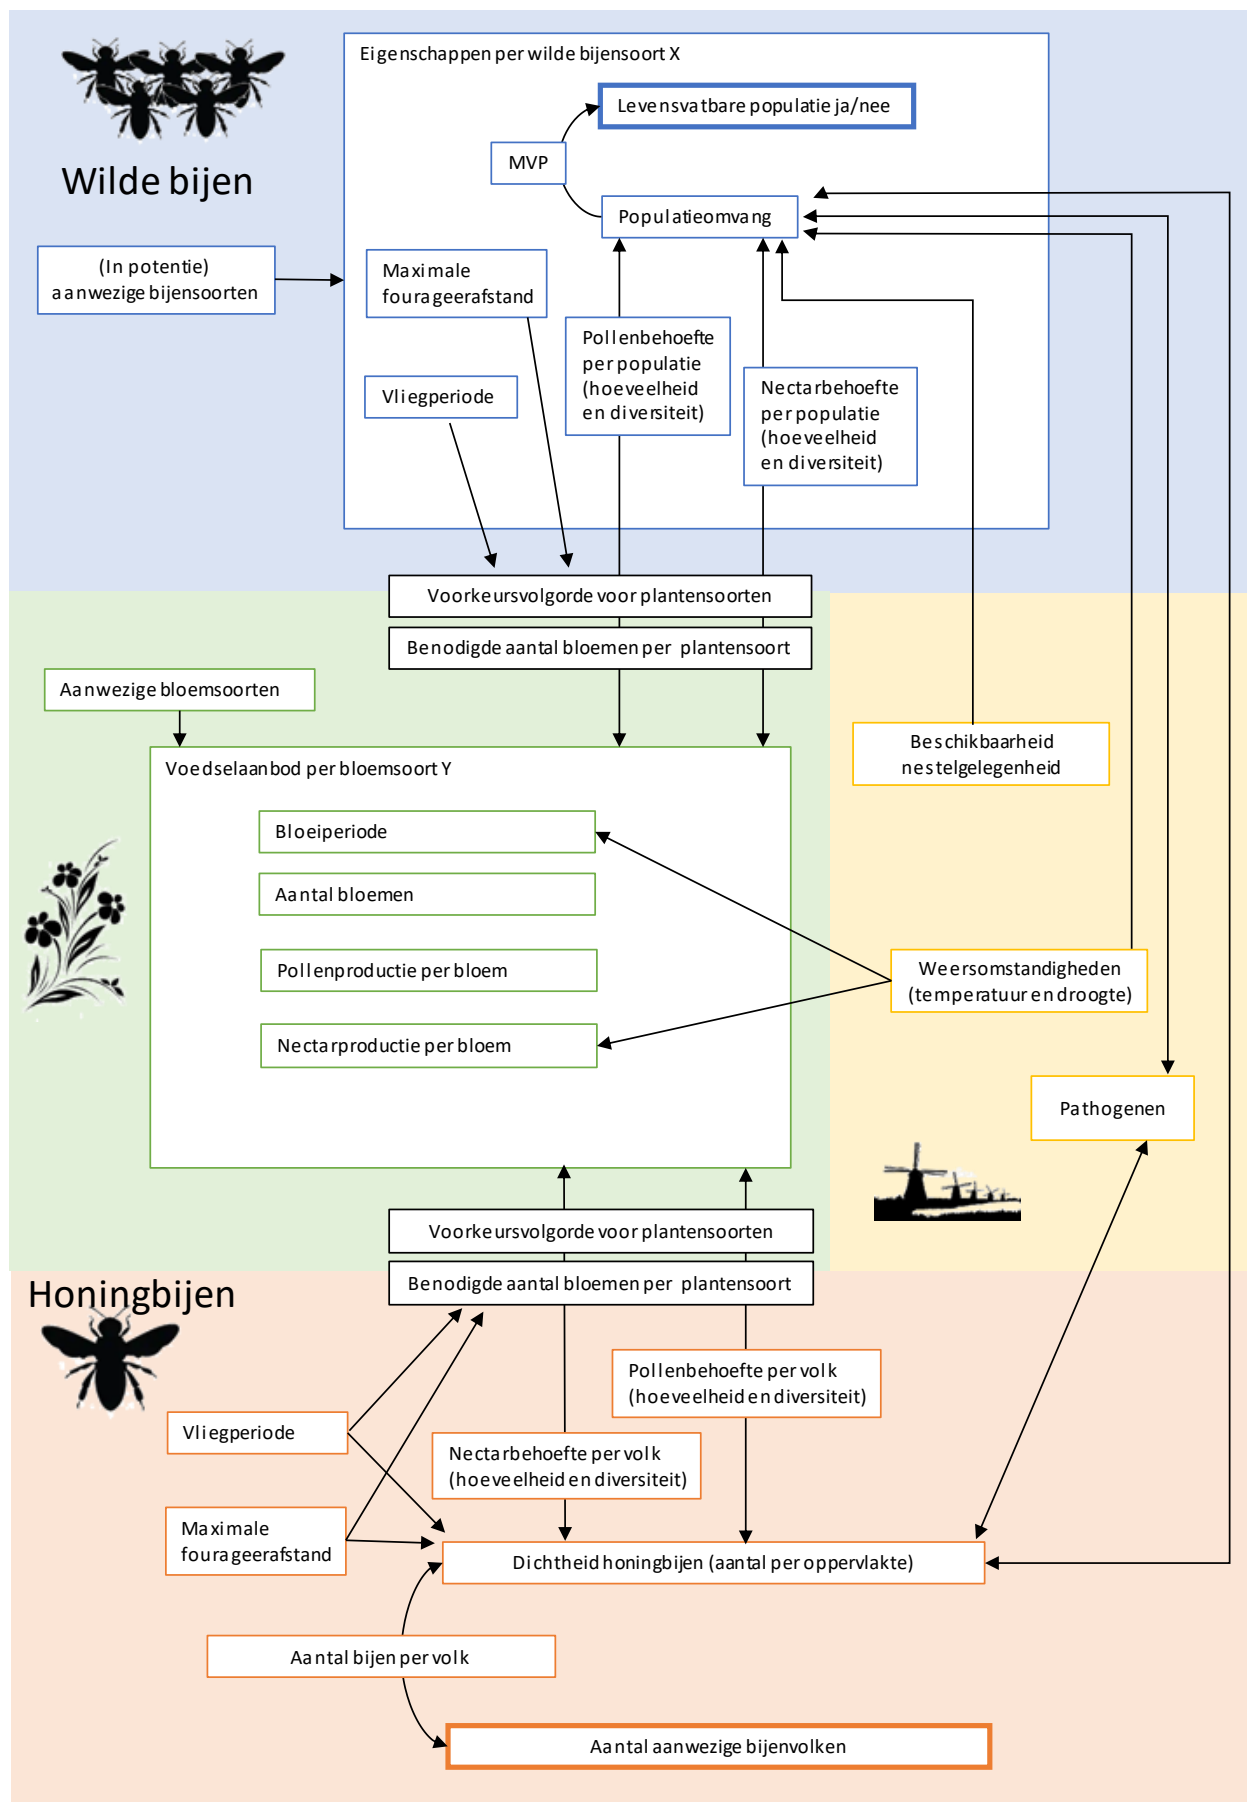 Eigenschappen per wilde bijensoort X
Levensvatbare populatie ja/nee
MVP
Wilde bijen
Populatieomvang
(In potentie)
aanwezige bijensoorten
Maximale
fourageerafstand
Pollenbehoefte
per populatie
(hoeveelheid
en diversiteit)
Vliegperiode
Nectarbehoefte
per populatie
(hoeveelheid
en diversiteit)
Voorkeursvolgorde voor plantensoorten
Benodigde aantal bloemen per plantensoort
Aanwezige bloemsoorten
Beschikbaarheid
nestelgelegenheid
Voedselaanbod per bloemsoort Y
Bloeiperiode
Aantal bloemen
Pollenproductie per bloem
Weersomstandigheden
(temperatuur en droogte)
Nectarproductie per bloem
Pathogenen
Voorkeursvolgorde voor plantensoorten
Benodigde aantal bloemen per plantensoort
Honingbijen
Pollenbehoefte per volk
(hoeveelheid en diversiteit)
Vliegperiode
Nectarbehoefte per volk
(hoeveelheid en diversiteit)
Maximale
fourageerafstand
Dichtheid honingbijen (aantal per oppervlakte)
Aantal bijen per volk
Aantal aanwezige bijenvolken